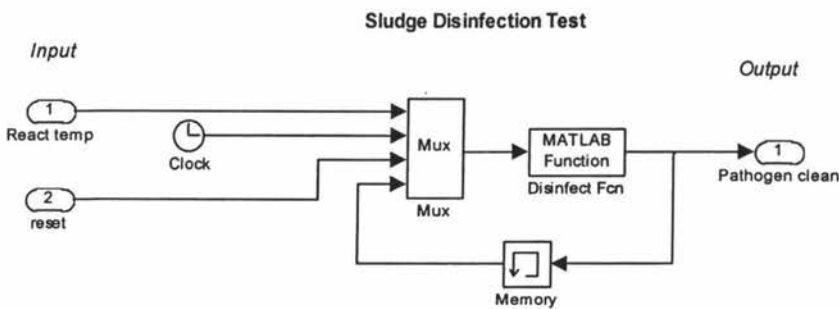 Sludge Disinfection Test
Input
Output
1
React temp
Clock
2
reset
Mux
Mux
MATLAB
Function
Disinfect Fcn
1
Pathogen clean
Memory